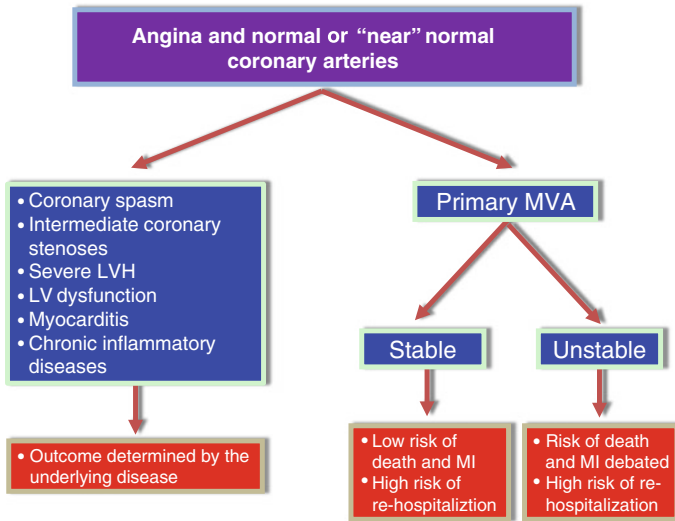 Angina and normal or “near” normal
coronary arteries
• Coronary spasm
• Intermediate coronary
stenoses
• Severe LVH
• LV dysfunction
• Myocarditis
• Chronic inflammatory
diseases
Primary MVA
Stable
Unstable
• Outcome determined by the
underlying disease
• Low risk of
death and MI
• High risk of
re-hospitaliztion
• Risk of death
and MI debated
• High risk of re-
hospitalization